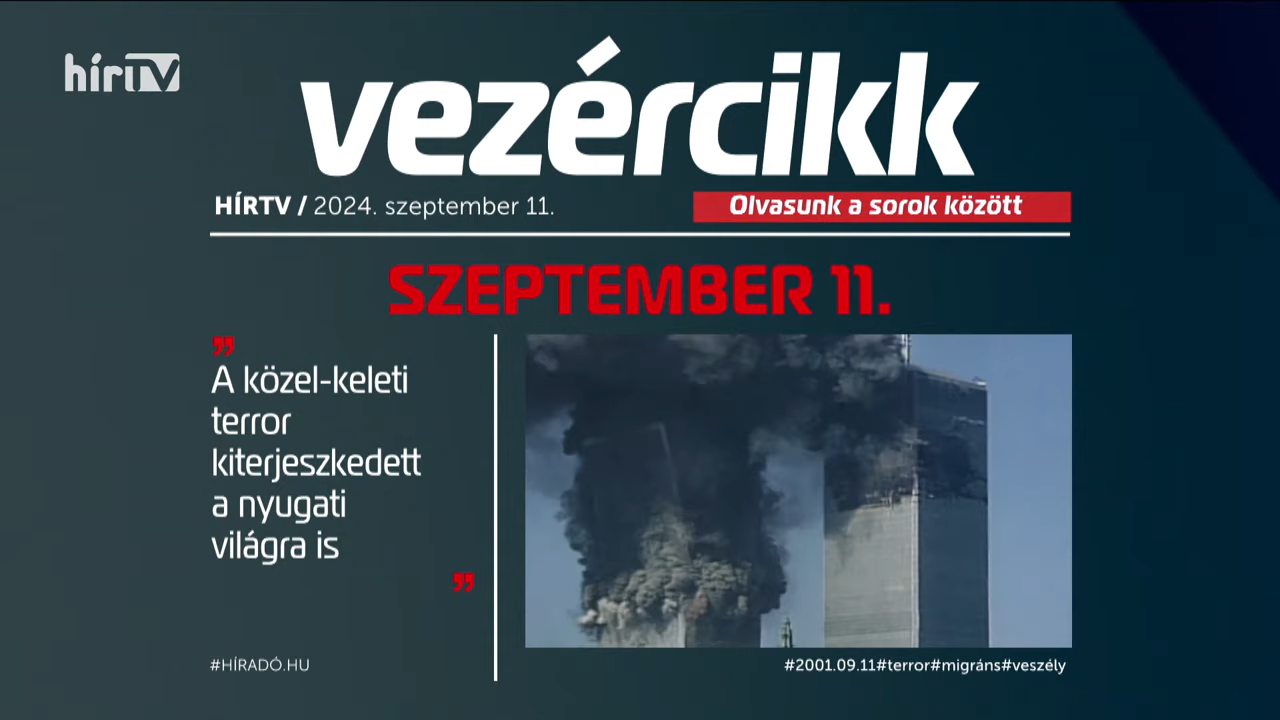 hírTV
vezércikk
HÍRTV / 2024. szeptember 11.
Olvasunk a sorok között
SZEPTEMBER 11.
”
A közel-keleti
terror
kiterjeszkedett
a nyugati
világra is
”
#HÍRADÓ.HU
#2001.09.11#terror#migráns#veszély